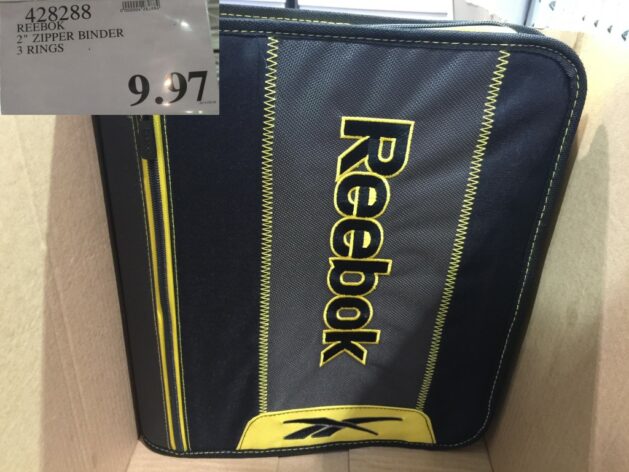 428288
REEBOK
2" ZIPPER BINDER
3 RINGS
9.97
Reebok